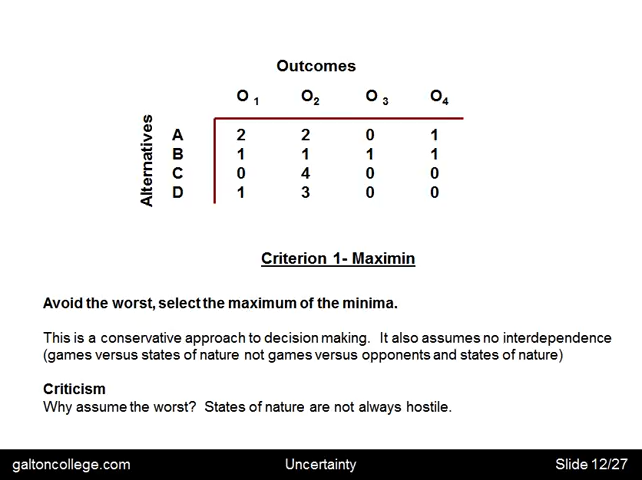 Outcomes
O 1 O2 O 3 O4
Alternatives
A 2 2 0 1
B 1 1 1 1
C 0 4 0 0
D 1 3 0 0
Criterion 1- Maximin
Avoid the worst, select the maximum of the minima.
This is a conservative approach to decision making. It also assumes no interdependence
(games versus states of nature not games versus opponents and states of nature)
Criticism
Why assume the worst? States of nature are not always hostile.
galtoncollege.com Uncertainty Slide 12/27